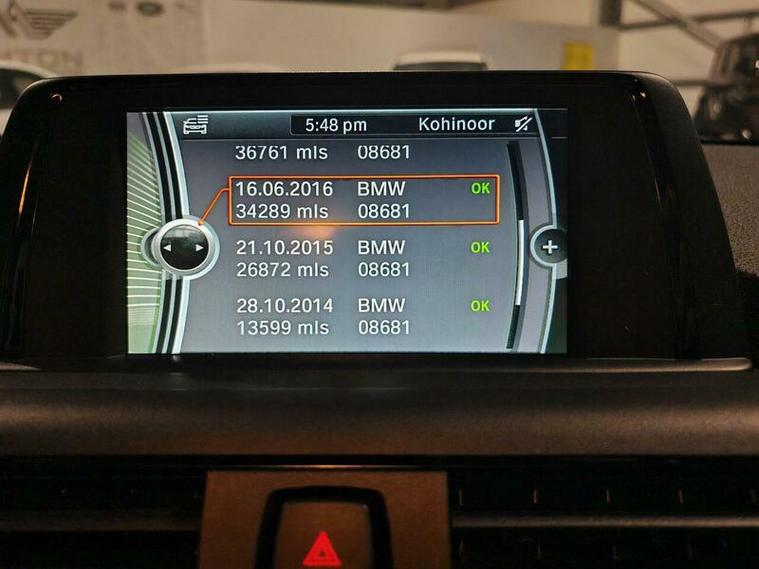 5:48 pm Kohinoor
36761 mls 08681
16.06.2016 BMW OK
34289 mls 08681
21.10.2015 BMW OK
26872 mls 08681
28.10.2014 BMW OK
13599 mls 08681